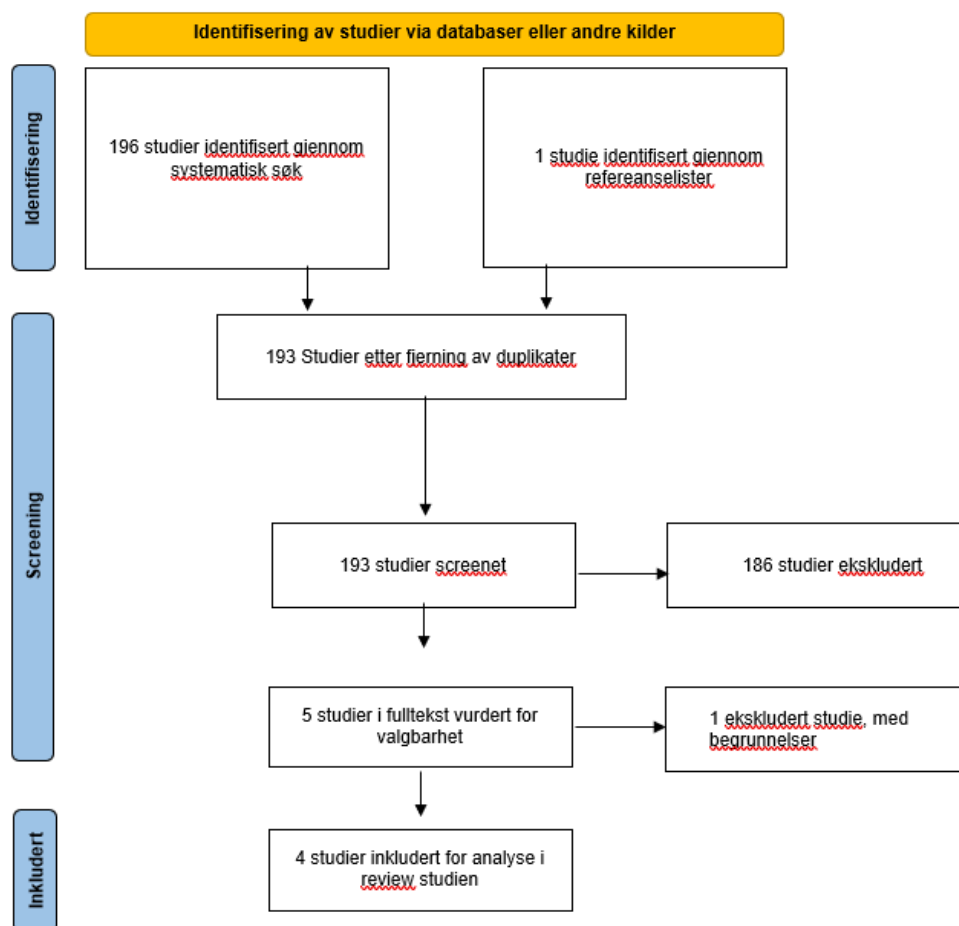 Identifisering av studier via databaser eller andre kilder
Identifisering
196 studier identifisert gjennom
systematisk søk
1 studie identifisert gjennom
refereanselister
Screening
193 Studier etter fjerning av duplikater
193 studier screenet
186 studier ekskludert
5 studier i fulltekst vurdert for
valgbarhet
1 ekskludert studie, med
begrunnelser
Inkludert
4 studier inkludert for analyse i
review studien